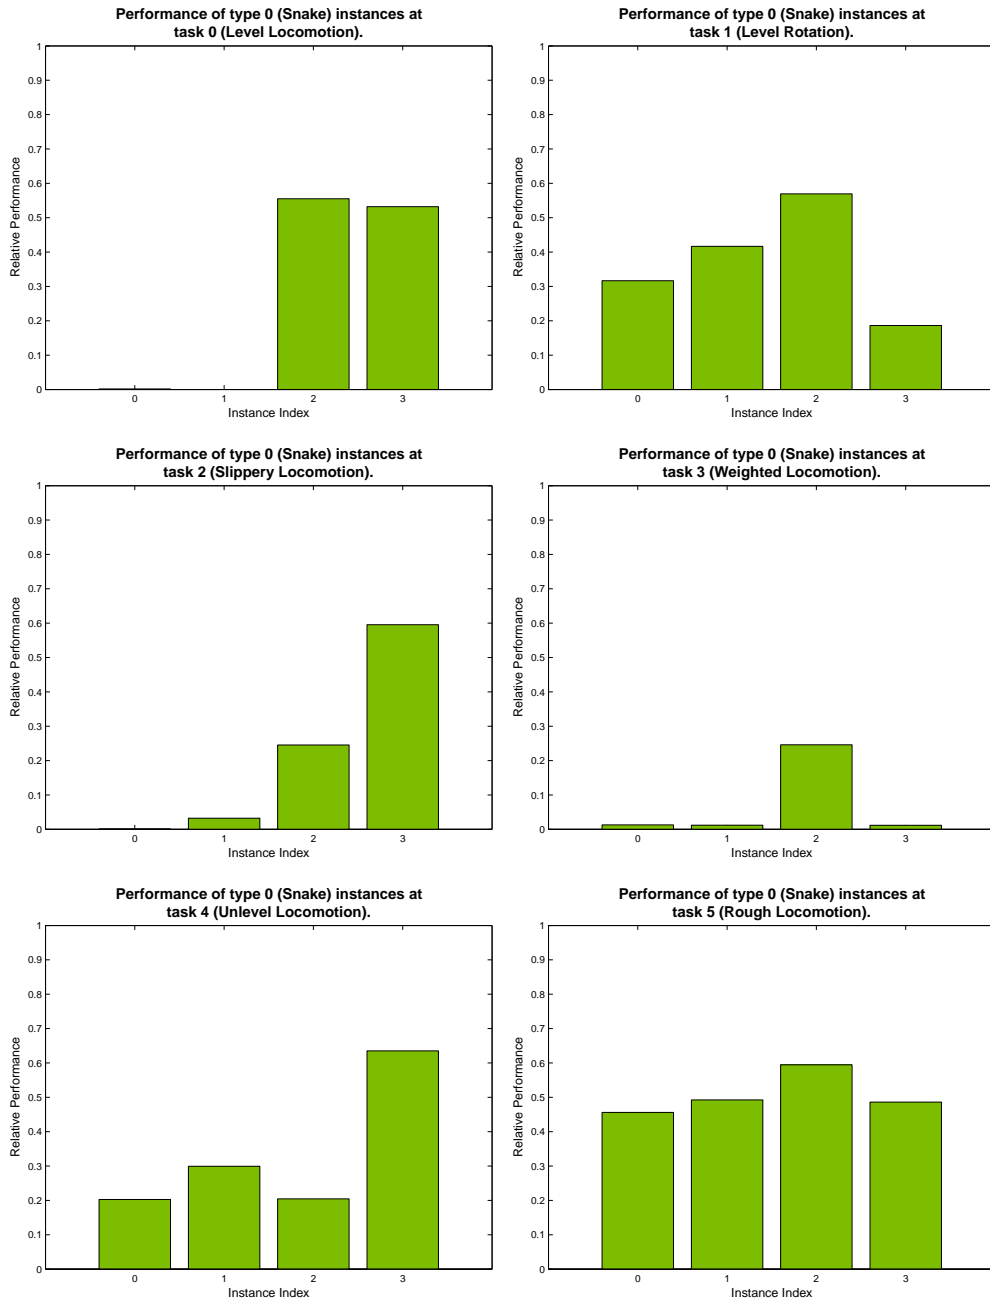 Performance of type 0 (Snake) instances at
task 0 (Level Locomotion).
1
0.9
0.8
0.7
0.6
0.5
0.4
0.3
0.2
0.1
0
Relative Performance
0 1 2 3
Instance Index
Performance of type 0 (Snake) instances at
task 1 (Level Rotation).
1
0.9
0.8
0.7
0.6
0.5
0.4
0.3
0.2
0.1
0
Relative Performance
0 1 2 3
Instance Index
Performance of type 0 (Snake) instances at
task 2 (Slippery Locomotion).
1
0.9
0.8
0.7
0.6
0.5
0.4
0.3
0.2
0.1
0
Relative Performance
0 1 2 3
Instance Index
Performance of type 0 (Snake) instances at
task 3 (Weighted Locomotion).
1
0.9
0.8
0.7
0.6
0.5
0.4
0.3
0.2
0.1
0
Relative Performance
0 1 2 3
Instance Index
Performance of type 0 (Snake) instances at
task 4 (Unlevel Locomotion).
1
0.9
0.8
0.7
0.6
0.5
0.4
0.3
0.2
0.1
0
Relative Performance
0 1 2 3
Instance Index
Performance of type 0 (Snake) instances at
task 5 (Rough Locomotion).
1
0.9
0.8
0.7
0.6
0.5
0.4
0.3
0.2
0.1
0
Relative Performance
0 1 2 3
Instance Index